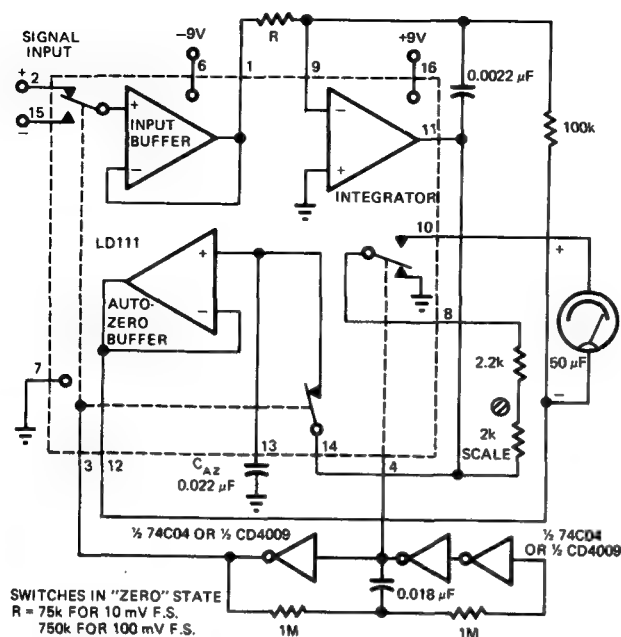 SIGNAL
INPUT
+ 2
15
−
−9V
6
1
R
9
+9V
16
0.0022 µF
100k
+
−
INPUT
BUFFER
−
+
11
INTEGRATOR
LD111
+
−
AUTO-
ZERO
BUFFER
10
+
8
50 µF
−
2.2k
2k
SCALE
7
3
12
13
14
4
C AZ
0.022 µF
½ 74C04 OR ½ CD4009
½ 74C04
OR ½ CD4009
0.018 µF
1M
1M
SWITCHES IN "ZERO" STATE
R = 75k FOR 10 mV F.S.
750k FOR 100 mV F.S.